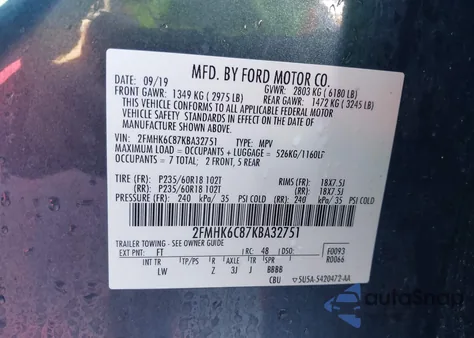 MFD. BY FORD MOTOR CO.
DATE: 09/19 GVWR: 2803 KG ( 6180 LB)
FRONT GAWR: 1349 KG ( 2975 LB) REAR GAWR: 1472 KG ( 3245 LB)
THIS VEHICLE CONFORMS TO ALL APPLICABLE FEDERAL MOTOR
VEHICLE SAFETY STANDARDS IN EFFECT ON THE DATE OF
MANUFACTURE SHOWN ABOVE.
VIN: 2FMHK6C87KBA32751 TYPE: MPV
MAXIMUM LOAD = OCCUPANTS + LUGGAGE = 526KG/1160LB
OCCUPANTS = 7 TOTAL; 2 FRONT, 5 REAR
TIRE (FR): P235/60R18 102T RIMS (FR): 18X7.5J
(RR): P235/60R18 102T (RR): 18X7.5J
PRESSURE (FR): 240 kPa/ 35 PSI COLD (RR): 240 kPa/ 35 PSI COLD
2FMHK6C87KBA32751
TRAILER TOWING - SEE OWNER GUIDE
EXT PNT: FT RC: 48 DSO: F0093
INT TR TP/PS R AXLE TR SPR R0066
LW Z 3J J BBBB
CBU 5U5A-5420472-AA
AutoSnap